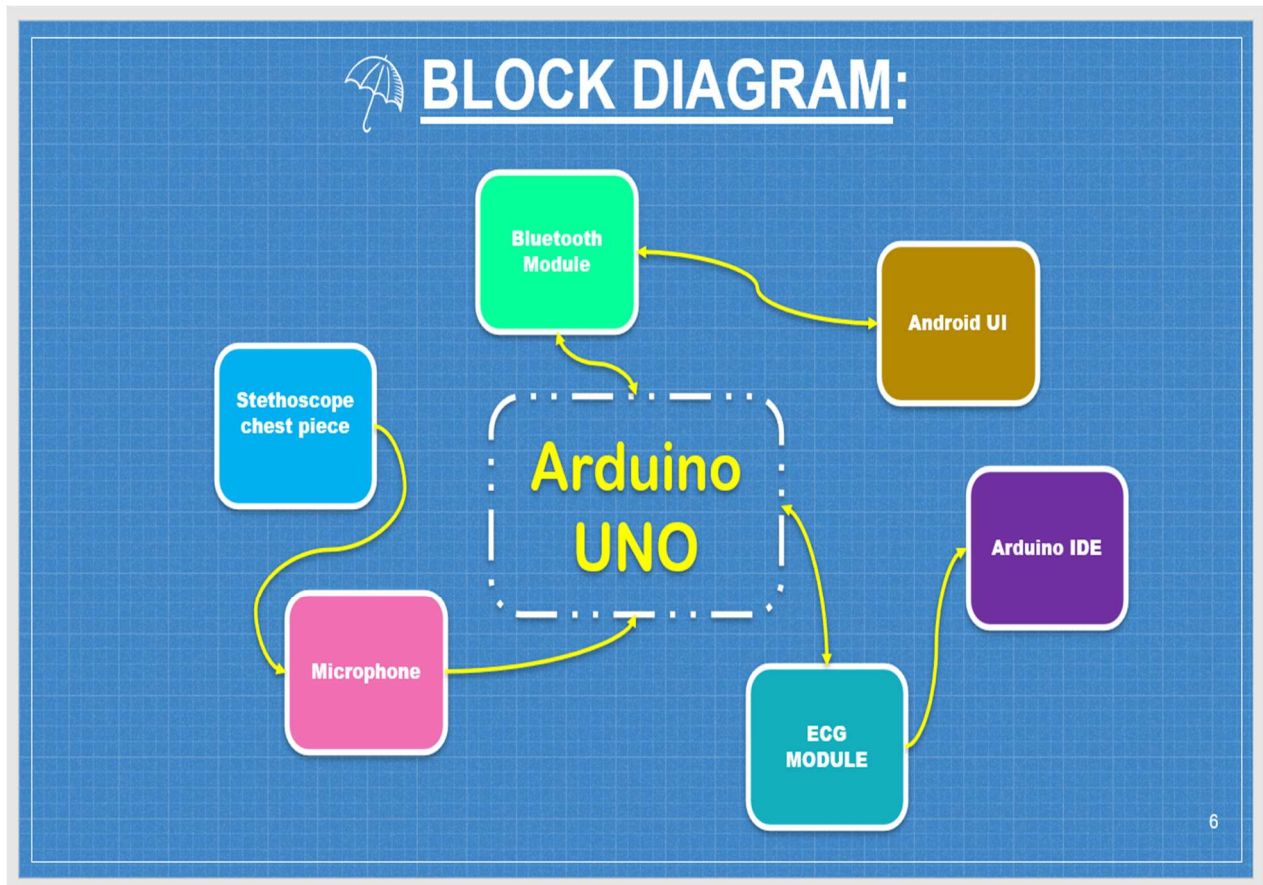 BLOCK DIAGRAM:
Bluetooth
Module
Android UI
Stethoscope
chest piece
Arduino
UNO
Arduino IDE
Microphone
ECG
MODULE
6